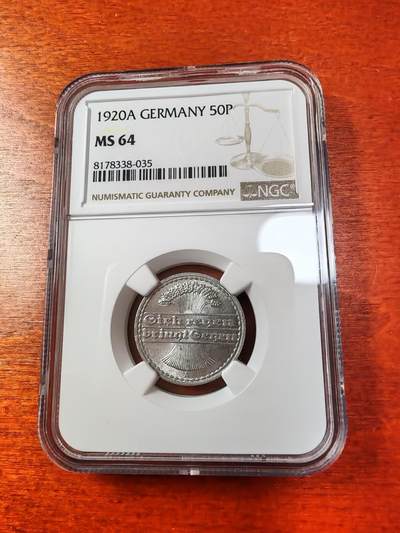 1920A GERMANY 50P
MS 64
8178338-035
NUMISMATIC GUARANTY COMPANY
NGC
Sich regen
bringt Segen